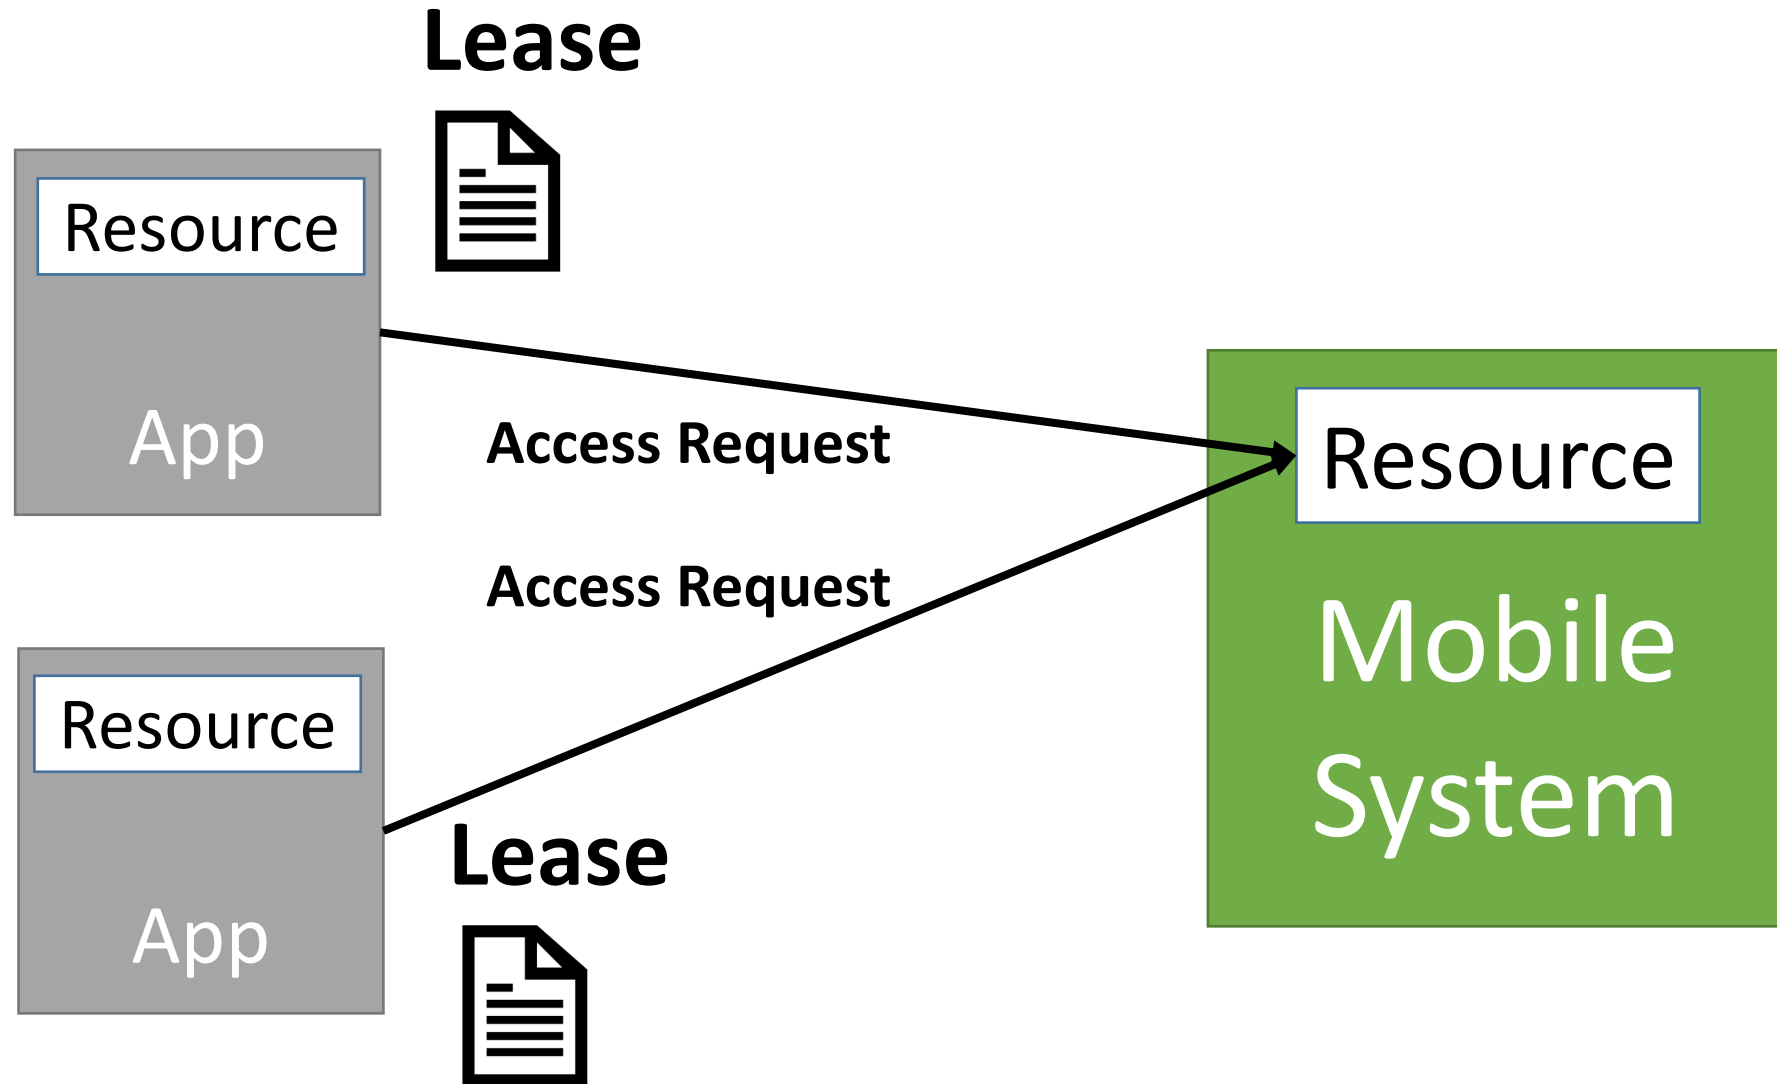 Lease
Resource
App
Access Request
Resource
Mobile
System
Access Request
Resource
App
Lease